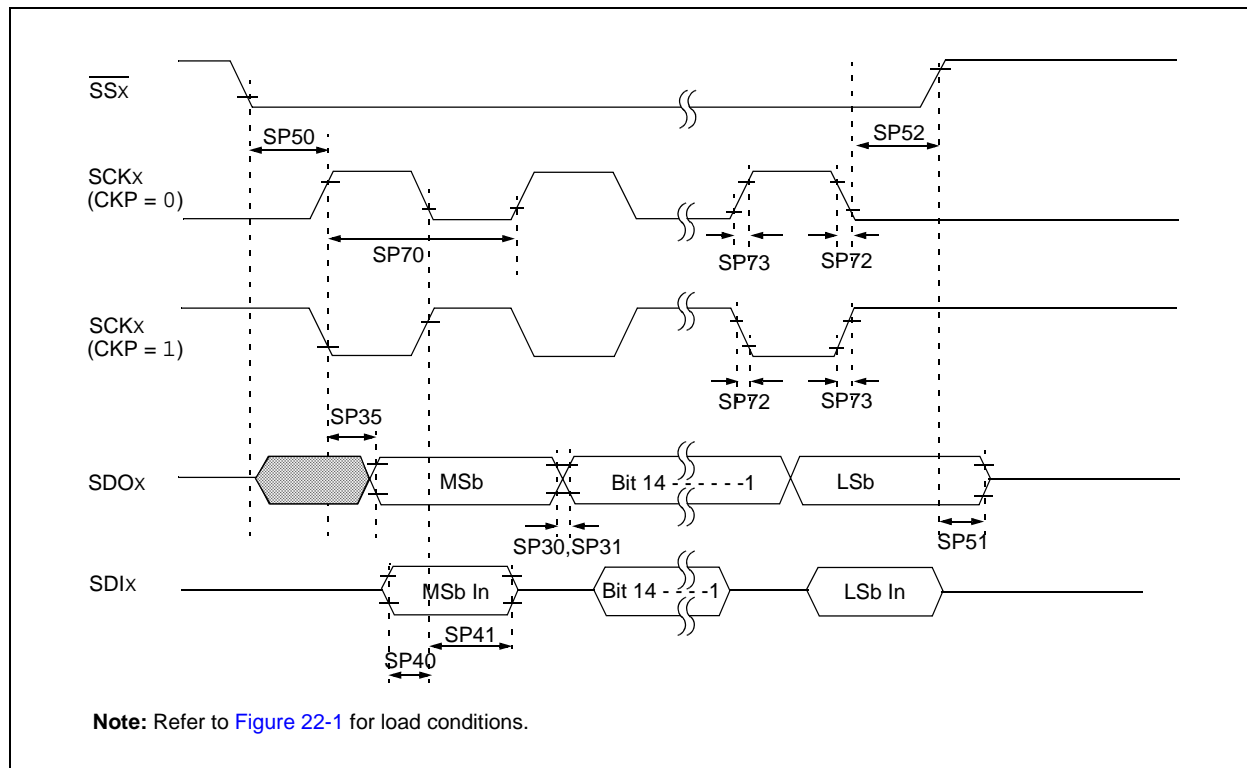 SSx
SP50
SP52
SCKx
(CKP = 0)
SP70
SP73
SP72
SCKx
(CKP = 1)
SP72
SP73
SP35
SDOx
MSb
Bit 14 - - - - - -1
LSb
SP30,SP31
SP51
SDIx
MSb In
Bit 14 - - - -1
LSb In
SP41
SP40
Note: Refer to Figure 22-1 for load conditions.